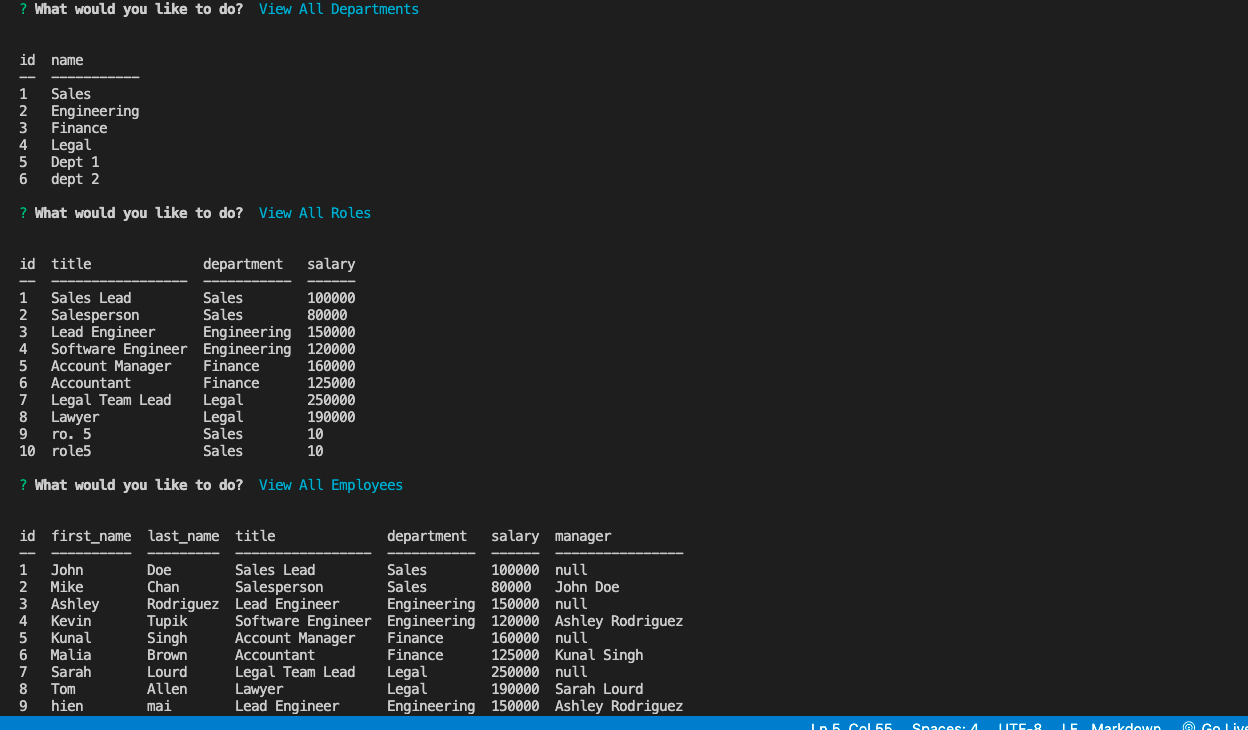 ? What would you like to do?  View All Departments
id  name
--  -----------
1   Sales
2   Engineering
3   Finance
4   Legal
5   Dept 1
6   dept 2
? What would you like to do?  View All Roles
id  title              department   salary
--  -----------------  -----------  ------
1   Sales Lead         Sales        100000
2   Salesperson        Sales        80000
3   Lead Engineer      Engineering  150000
4   Software Engineer  Engineering  120000
5   Account Manager    Finance      160000
6   Accountant         Finance      125000
7   Legal Team Lead    Legal        250000
8   Lawyer             Legal        190000
9   ro. 5              Sales        10
10  role5              Sales        10
? What would you like to do?  View All Employees
id  first_name  last_name  title              department   salary  manager
--  ----------  ---------  -----------------  -----------  ------  ----------------
1   John        Doe        Sales Lead         Sales        100000  null
2   Mike        Chan       Salesperson        Sales        80000   John Doe
3   Ashley      Rodriguez  Lead Engineer      Engineering  150000  null
4   Kevin       Tupik      Software Engineer  Engineering  120000  Ashley Rodriguez
5   Kunal       Singh      Account Manager    Finance      160000  null
6   Malia       Brown      Accountant         Finance      125000  Kunal Singh
7   Sarah       Lourd      Legal Team Lead    Legal        250000  null
8   Tom         Allen      Lawyer             Legal        190000  Sarah Lourd
9   hien        mai        Lead Engineer      Engineering  150000  Ashley Rodriguez
Ln 5, Col 55  Spaces: 4  UTF-8  LF  Markdown  Go Live